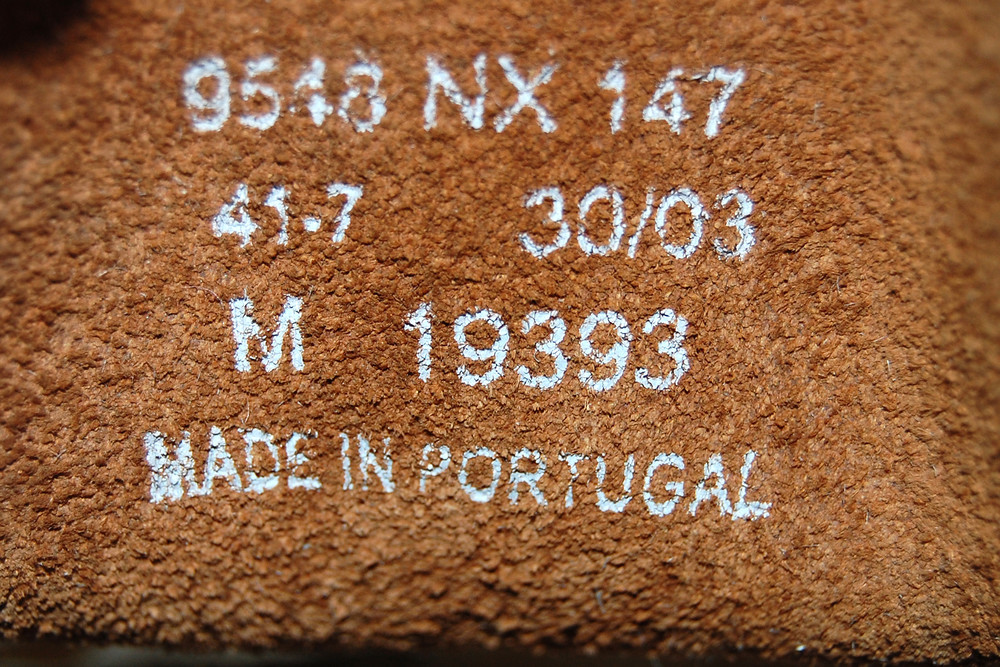 9548 NX 147
41-7 30/03
M 19393
MADE IN PORTUGAL